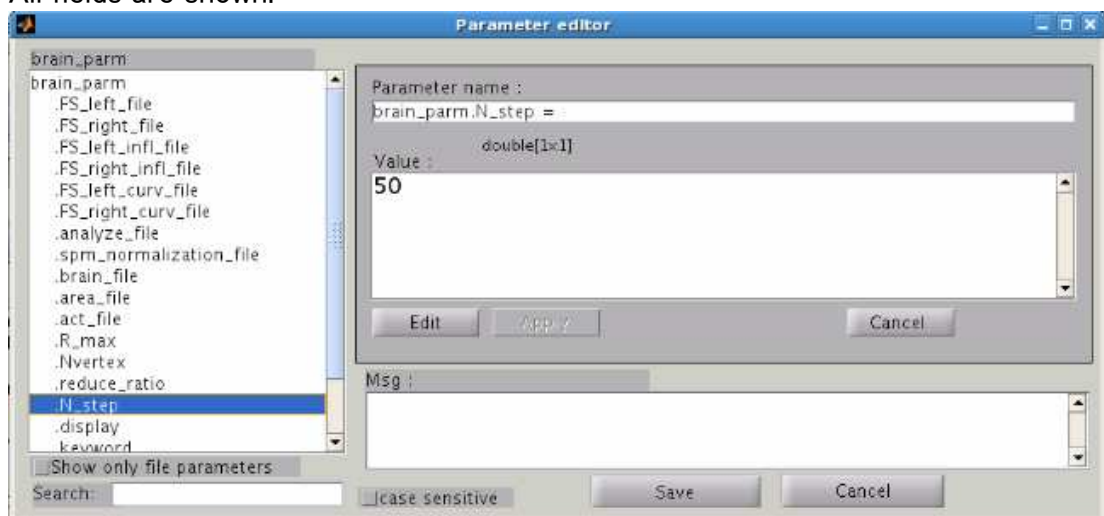 All fields are shown.
Parameter editor
brain_parm
brain_parm
.FS_left_file
.FS_right_file
.FS_left_infl_file
.FS_right_infl_file
.FS_left_curv_file
.FS_right_curv_file
.analyze_file
.spm_normalization_file
.brain_file
.area_file
.act_file
.R_max
.Nvertex
.reduce_ratio
.N_step
.display
.keyword
Show only file parameters
Search:
Parameter name :
brain_parm.N_step =
double[1x1]
Value :
50
Edit
Apply
Cancel
Msg :
case sensitive
Save
Cancel